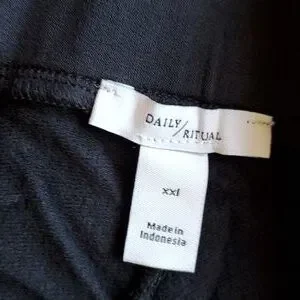 DAILY/
RITUAL
xxl
Made in
Indonesia